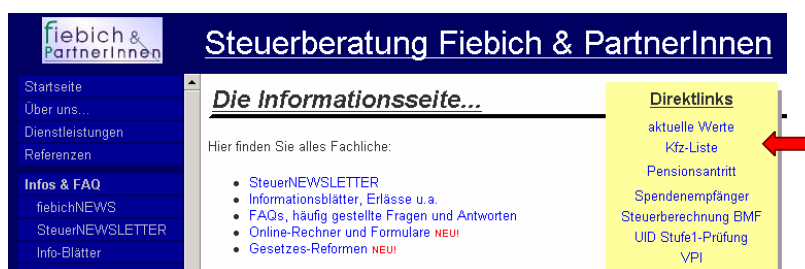 fiebich &
PartnerInnen
Steuerberatung Fiebich & PartnerInnen
Startseite
Über uns...
Dienstleistungen
Referenzen
Infos & FAQ
fiebichNEWS
SteuerNEWSLETTER
Info-Blätter
Die Informationsseite...
Hier finden Sie alles Fachliche:
SteuerNEWSLETTER
Informationsblätter, Erlässe u.a.
FAQs, häufig gestellte Fragen und Antworten
Online-Rechner und Formulare NEU!
Gesetzes-Reformen NEU!
Direktlinks
aktuelle Werte
Kfz-Liste
Pensionsantritt
Spendenempfänger
Steuerberechnung BMF
UID Stufe1-Prüfung
VPI